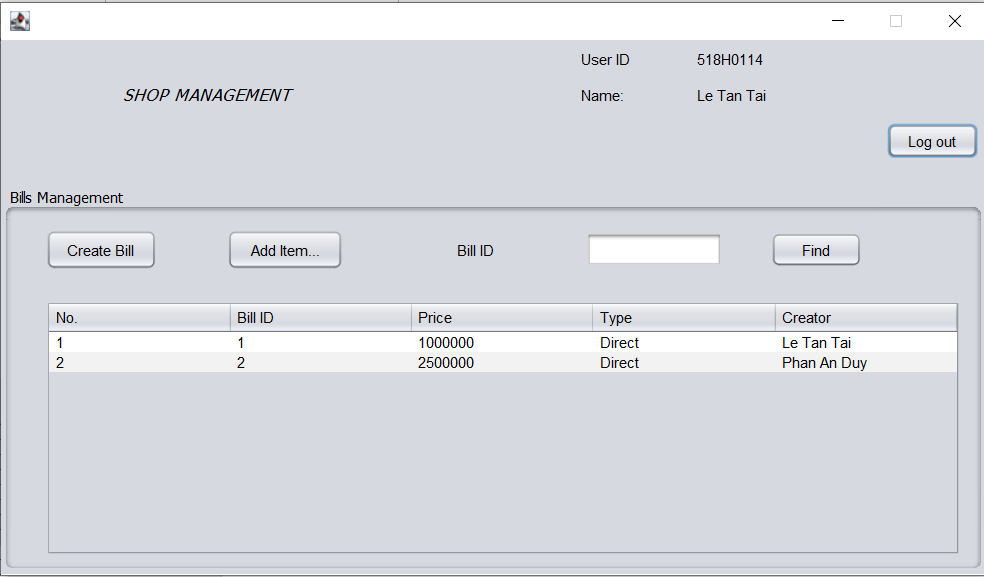 User ID 518H0114
SHOP MANAGEMENT
Name: Le Tan Tai
Log out
Bills Management
Create Bill Add Item... Bill ID Find
No. Bill ID Price Type Creator
1 1 1000000 Direct Le Tan Tai
2 2 2500000 Direct Phan An Duy